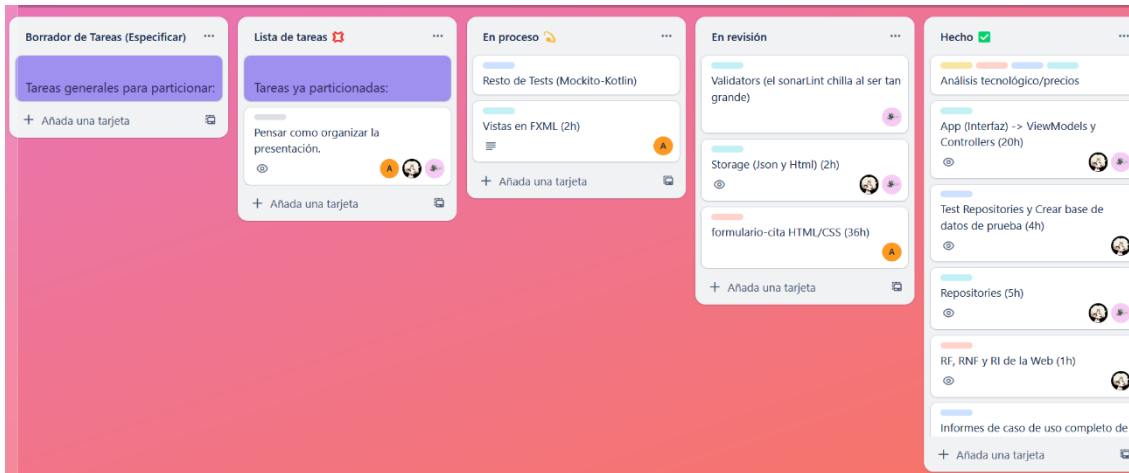 Borrador de Tareas (Especificar)
Tareas generales para particionar:
+ Añada una tarjeta
Lista de tareas 💢
Tareas ya particionadas:
Pensar como organizar la
presentación.
A
+ Añada una tarjeta
En proceso 💫
Resto de Tests (Mockito-Kotlin)
Vistas en FXML (2h)
A
+ Añada una tarjeta
En revisión
Validators (el sonarLint chilla al ser tan
grande)
Storage (Json y Html) (2h)
formulario-cita HTML/CSS (36h)
A
+ Añada una tarjeta
Hecho ✅
Análisis tecnológico/precios
App (Interfaz) -> ViewModels y
Controllers (20h)
Test Repositories y Crear base de
datos de prueba (4h)
Repositories (5h)
RF, RNF y RI de la Web (1h)
Informes de caso de uso completo de
+ Añada una tarjeta